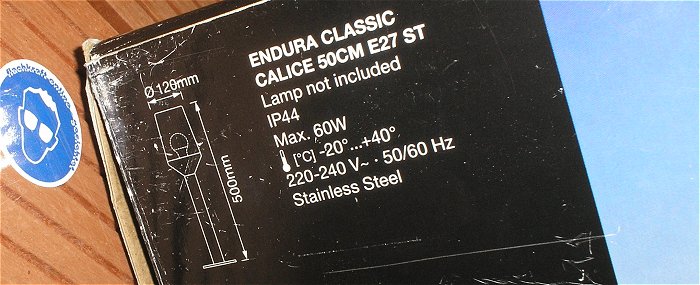 ENDURA CLASSIC
CALICE 50CM E27 ST
Lamp not included
IP44
Max. 60W
[°C] -20° ...+40°
220-240 V~ · 50/60 Hz
Stainless Steel
Ø 120mm
500mm